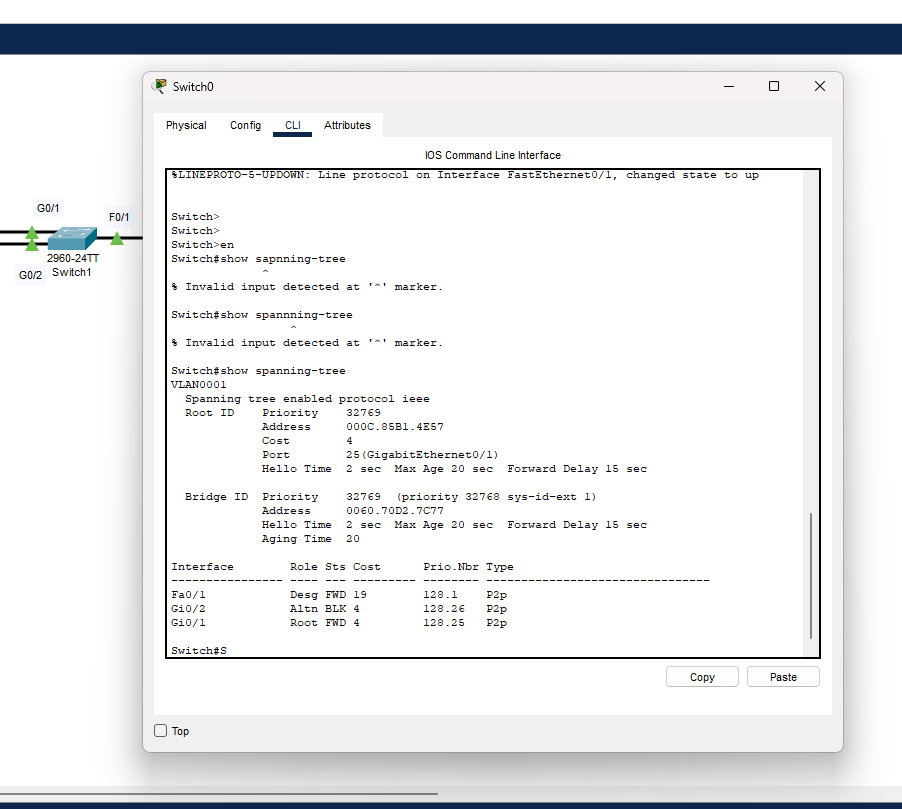 Switch0
Physical Config CLI Attributes
IOS Command Line Interface
%LINEPROTO-5-UPDOWN: Line protocol on Interface FastEthernet0/1, changed state to up
Switch>
Switch>
Switch>en
Switch#show sapnning-tree
^
% Invalid input detected at '^' marker.
Switch#show spannning-tree
^
% Invalid input detected at '^' marker.
Switch#show spanning-tree
VLAN0001
Spanning tree enabled protocol ieee
Root ID Priority 32769
Address 000C.85B1.4E57
Cost 4
Port 25(GigabitEthernet0/1)
Hello Time 2 sec Max Age 20 sec Forward Delay 15 sec
Bridge ID Priority 32769 (priority 32768 sys-id-ext 1)
Address 0060.70D2.7C77
Hello Time 2 sec Max Age 20 sec Forward Delay 15 sec
Aging Time 20
Interface Role Sts Cost Prio.Nbr Type
---------------- ---- --- --------- -------- --------------------------------
Fa0/1 Desg FWD 19 128.1 P2p
Gi0/2 Altn BLK 4 128.26 P2p
Gi0/1 Root FWD 4 128.25 P2p
Switch#S
Copy Paste
Top
G0/1
F0/1
2960-24TT
Switch1
G0/2